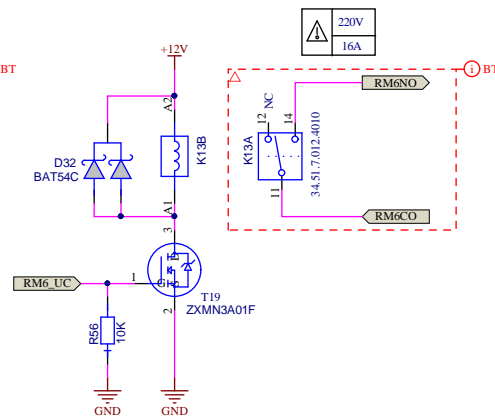 220V
16A
+12V
BT
BT
i
RM6NO
A2
NC
12
14
K13B
K13A
34.51.7.012.4010
D32
BAT54C
11
A1
RM6CO
3
RM6_UC
1
G
T19
ZXMN3A01F
2
R56
10K
GND
GND